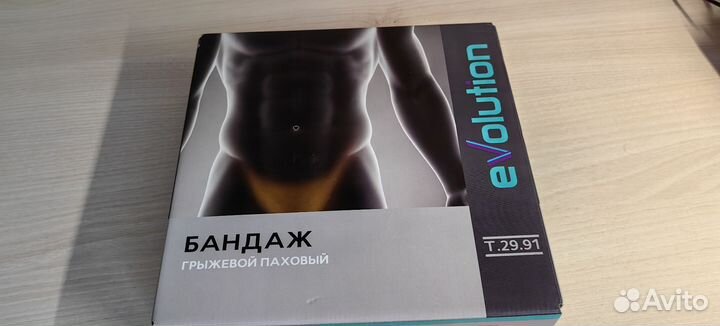 evolution
БАНДАЖ
ГРЫЖЕВОЙ ПАХОВЫЙ
Т.29.91
Avito